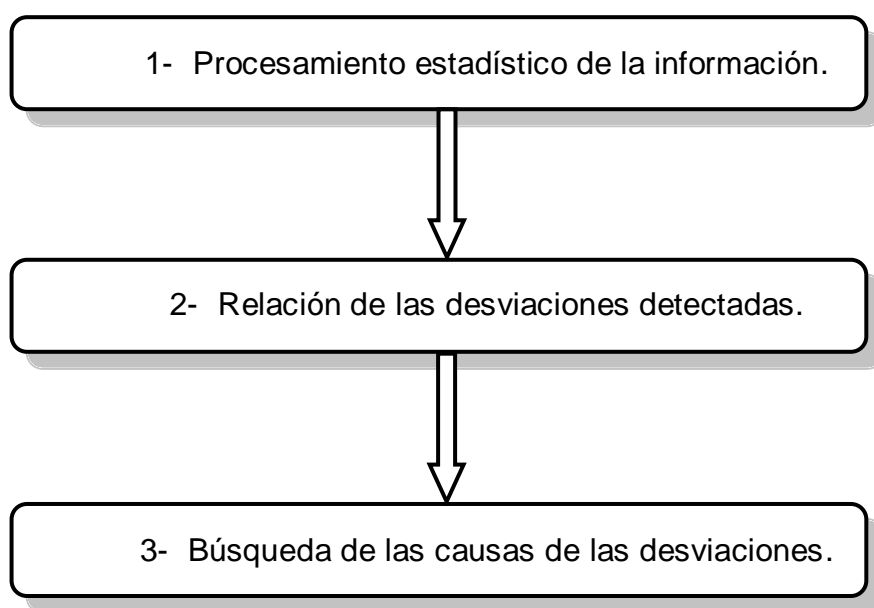 1- Procesamiento estadístico de la información.
2- Relación de las desviaciones detectadas.
3- Búsqueda de las causas de las desviaciones.